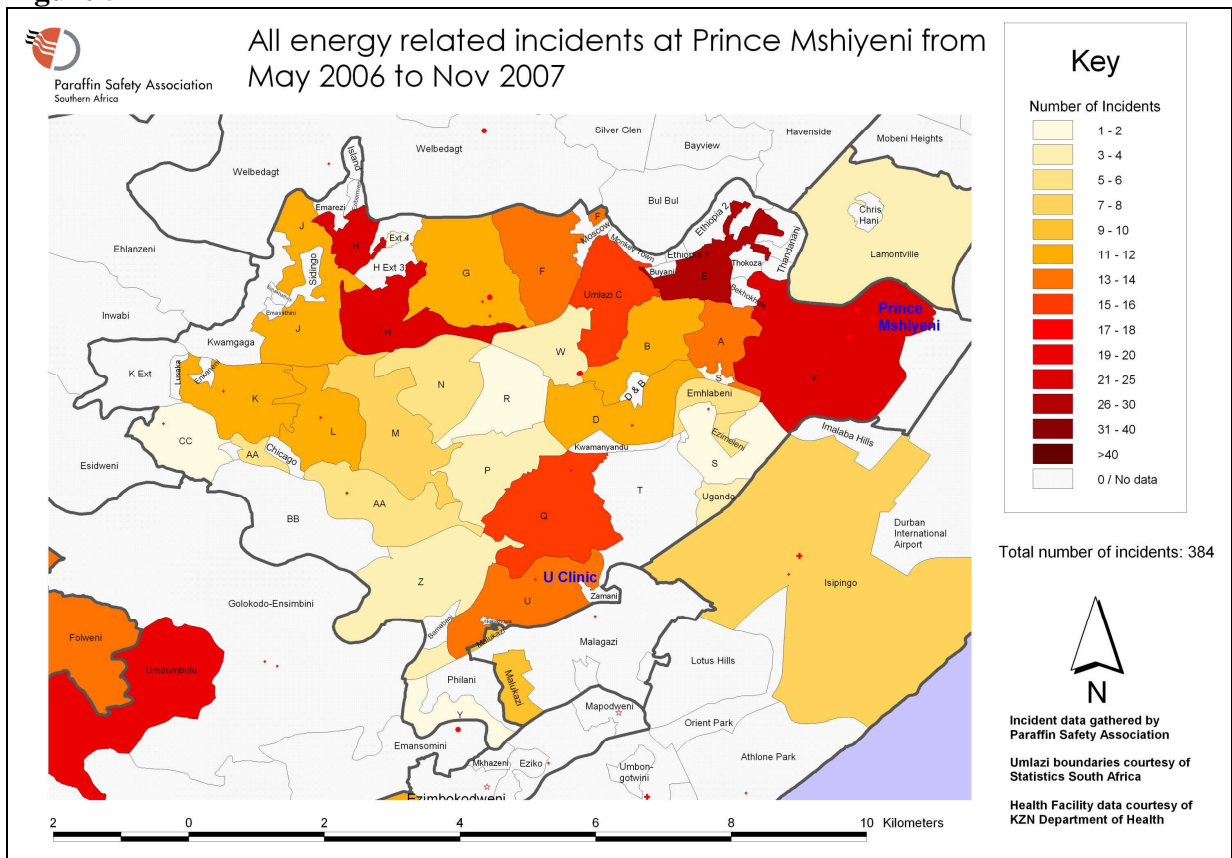 All energy related incidents at Prince Mshiyeni from
May 2006 to Nov 2007
Paraffin Safety Association
Southern Africa
Key
Number of Incidents
1 - 2
3 - 4
5 - 6
7 - 8
9 - 10
11 - 12
13 - 14
15 - 16
17 - 18
19 - 20
21 - 25
26 - 30
31 - 40
>40
0 / No data
Total number of incidents: 384
N
Incident data gathered by
Paraffin Safety Association
Umlazi boundaries courtesy of
Statistics South Africa
Health Facility data courtesy of
KZN Department of Health
Silver Glen
Havenside
Mobeni Heights
Welbedagt
Bayview
Island
Welbedagt
Bul Bul
Emarezi
Ethiopia 2
Chris
Hani
F
J
H
Ext 4
Moscow
Monkey Town
Ethiopia 1
Thandanani
Ehlanzeni
Sidingo
H Ext 3
G
F
Buyani
E
Thokoza
Lamontville
Umlazi C
Bekhokhele
Prince
Mshiyeni
Emasathini
Inwabi
J
H
Kwamgaga
W
B
A
V
K Ext
Lusaka
N
R
S
D & B
Emhlabeni
K
D
L
M
Ezimeleni
Imalaba Hills
CC
Chicago
Kwamanyandu
AA
P
S
Esidweni
T
Uganda
AA
BB
Q
Durban
International
Airport
U Clinic
Isipingo
Z
Zamani
U
Golokodo-Ensimbini
Folweni
Malukazi
Malagazi
Umbumbulu
Lotus Hills
Philani
Malukazi
Y
Mapodweni
Orient Park
Emansomini
Mkhazeni
Eziko
Umbon-
gotwini
Athlone Park
Ezimbokodweni
2 0 2 4 6 8 10 Kilometers